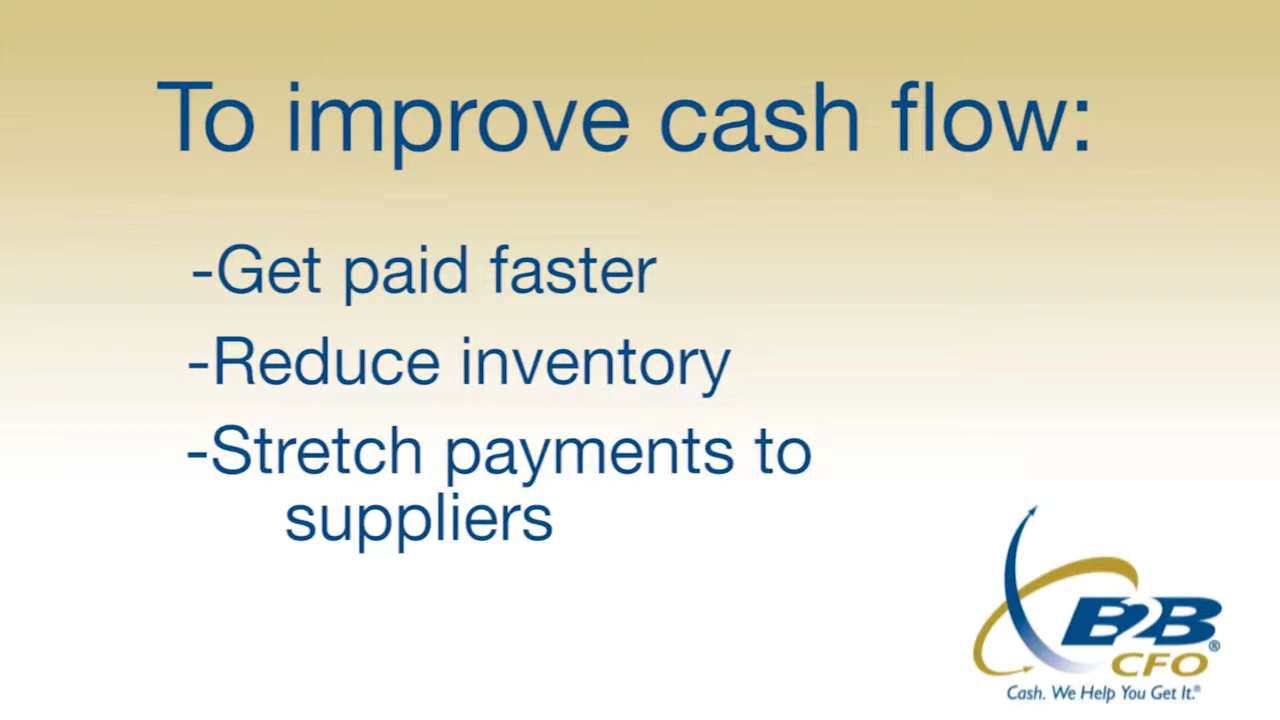 To improve cash flow:
-Get paid faster
-Reduce inventory
-Stretch payments to
suppliers
B2B®
CFO
Cash. We Help You Get It.®